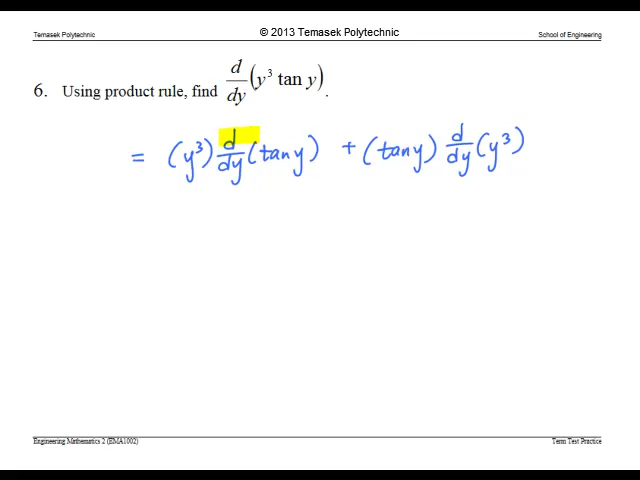 Temasek Polytechnic © 2013 Temasek Polytechnic School of Engineering
6. Using product rule, find d/dy (y³ tan y).
= (y³) d/dy (tan y) + (tan y) d/dy (y³)
Engineering Mathematics 2 (EMA1002) Term Test Practice